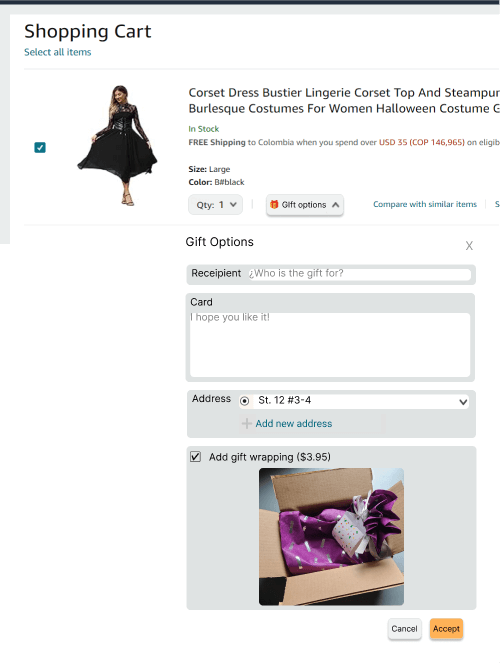 Shopping Cart
Select all items
Corset Dress Bustier Lingerie Corset Top And Steampun
Burlesque Costumes For Women Halloween Costume G
In Stock
FREE Shipping to Colombia when you spend over USD 35 (COP 146,965) on eligib
Size: Large
Color: B#black
Qty: 1
Gift options
Compare with similar items
S
Gift Options
X
Receipient ¿Who is the gift for?
Card
I hope you like it!
Address St. 12 #3-4
+ Add new address
Add gift wrapping ($3.95)
Cancel
Accept